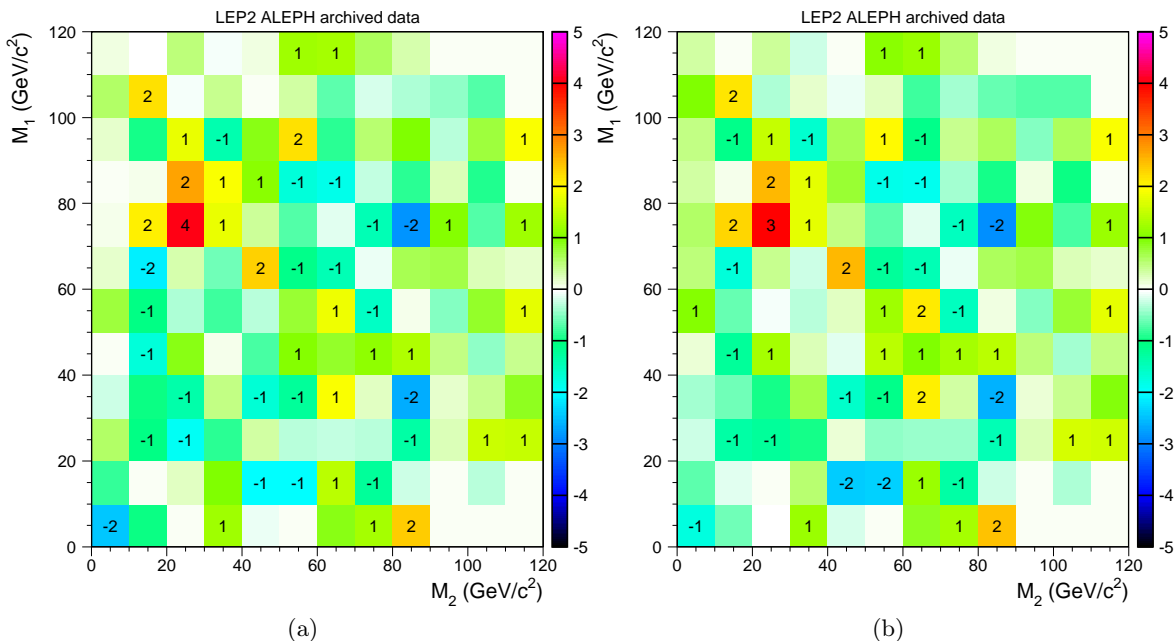 LEP2 ALEPH archived data
M1 (GeV/c²)
120
100
80
60
40
20
0
1 1
2
1 -1 2 1
2 1 1 -1 -1
2 4 1 -1 -2 1 1
-2 2 -1 -1
-1 1 -1 1
-1 1 1 1
-1 -1 -1 1 -2
-1 -1 -1 1 1
-1 -1 1 -1
-2 1 1 2
0 20 40 60 80 100 120
M2 (GeV/c²)
5
4
3
2
1
0
-1
-2
-3
-4
-5
(a)
LEP2 ALEPH archived data
M1 (GeV/c²)
120
100
80
60
40
20
0
1 1
2
-1 1 -1 1 -1 1
2 1 -1 -1
2 3 1 -1 -2 1
-1 2 -1 -1
1 1 2 -1 1
-1 1 1 1 1 1
-1 -1 2 -2
-1 -1 -1 1 1
-2 -2 1 -1
-1 1 1 2
0 20 40 60 80 100 120
M2 (GeV/c²)
5
4
3
2
1
0
-1
-2
-3
-4
-5
(b)